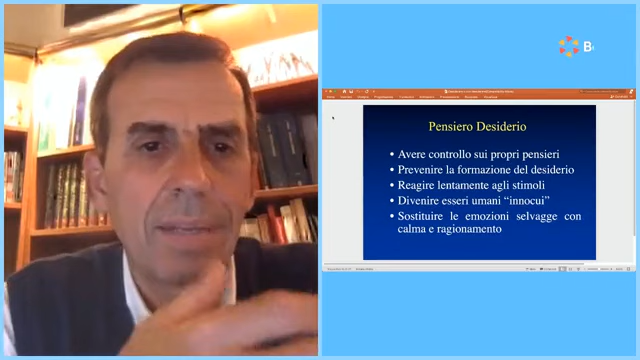 B
Pensiero Desiderio
• Avere controllo sui propri pensieri
• Prevenire la formazione del desiderio
• Reagire lentamente agli stimoli
• Divenire esseri umani “innocui”
• Sostituire le emozioni selvagge con
calma e ragionamento